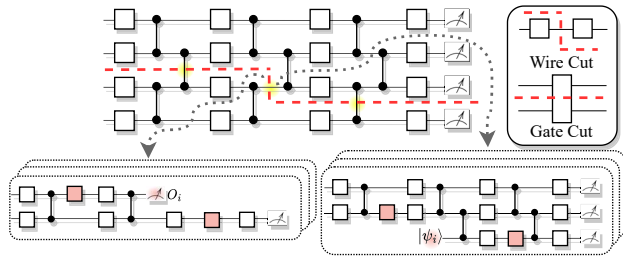 Wire Cut
Gate Cut
O_i
|ψ_i⟩